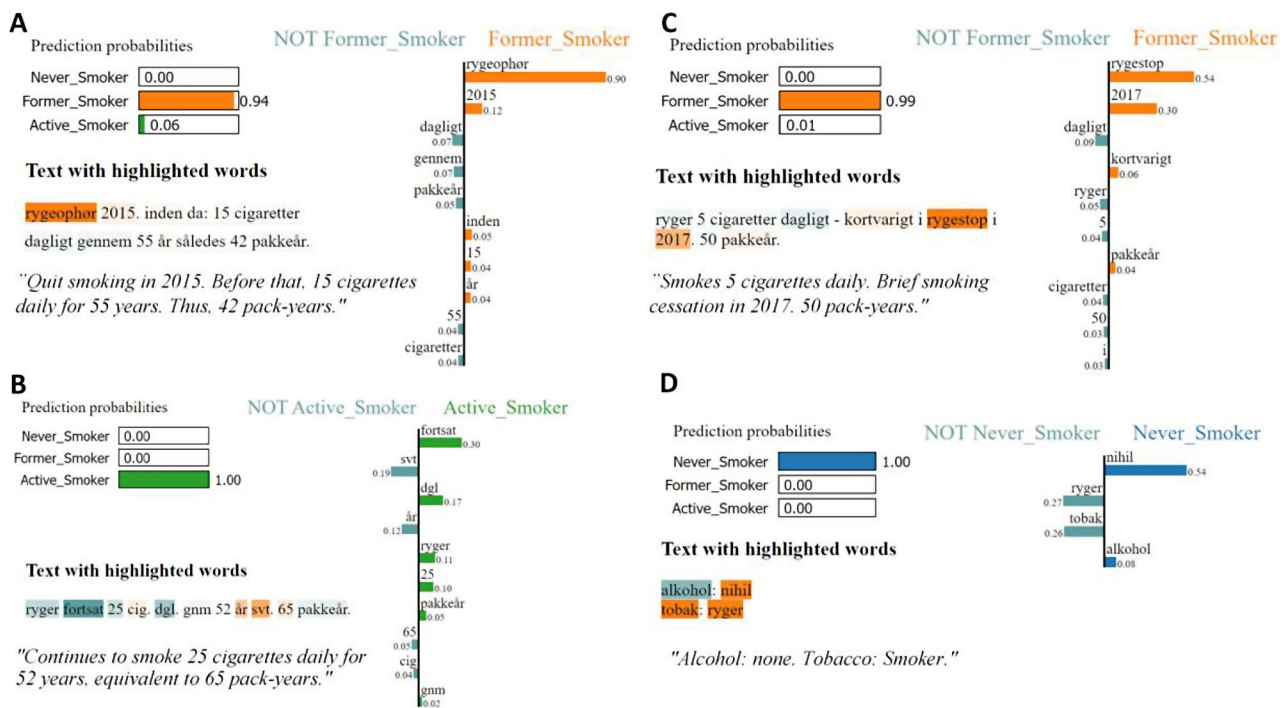 A
Prediction probabilities
Never_Smoker 0.00
Former_Smoker 0.94
Active_Smoker 0.06
NOT Former_Smoker Former_Smoker
rygeophør
0.90
2015
0.12
dagligt
0.07
gennem
0.07
pakkeår
0.05
inden
0.05
15
0.04
år
0.04
55
0.04
cigaretter
0.04
Text with highlighted words
rygeophør 2015. inden da: 15 cigaretter
dagligt gennem 55 år således 42 pakkeår.
"Quit smoking in 2015. Before that, 15 cigarettes
daily for 55 years. Thus, 42 pack-years."
B
Prediction probabilities
Never_Smoker 0.00
Former_Smoker 0.00
Active_Smoker 1.00
NOT Active_Smoker Active_Smoker
fortsat
0.30
svt
0.19
dgl
0.17
år
0.12
ryger
0.11
25
0.10
pakkeår
0.05
65
0.05
cig
0.04
gnm
0.02
Text with highlighted words
ryger fortsat 25 cig. dgl. gnm 52 år svt. 65 pakkeår.
"Continues to smoke 25 cigarettes daily for
52 years, equivalent to 65 pack-years."
C
Prediction probabilities
Never_Smoker 0.00
Former_Smoker 0.99
Active_Smoker 0.01
NOT Former_Smoker Former_Smoker
rygestop
0.54
2017
0.30
dagligt
0.09
kortvarigt
0.06
ryger
0.05
5
0.04
pakkeår
0.04
cigaretter
0.04
50
0.03
i
0.03
Text with highlighted words
ryger 5 cigaretter dagligt - kortvarigt i rygestop i
2017. 50 pakkeår.
"Smokes 5 cigarettes daily. Brief smoking
cessation in 2017. 50 pack-years."
D
Prediction probabilities
Never_Smoker 1.00
Former_Smoker 0.00
Active_Smoker 0.00
NOT Never_Smoker Never_Smoker
nihil
0.54
ryger
0.27
tobak
0.26
alkohol
0.08
Text with highlighted words
alkohol: nihil
tobak: ryger
"Alcohol: none. Tobacco: Smoker."